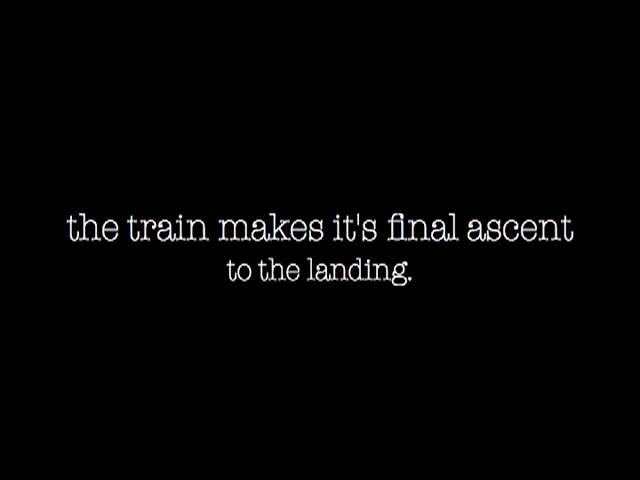 the train makes it's final ascent
to the landing.